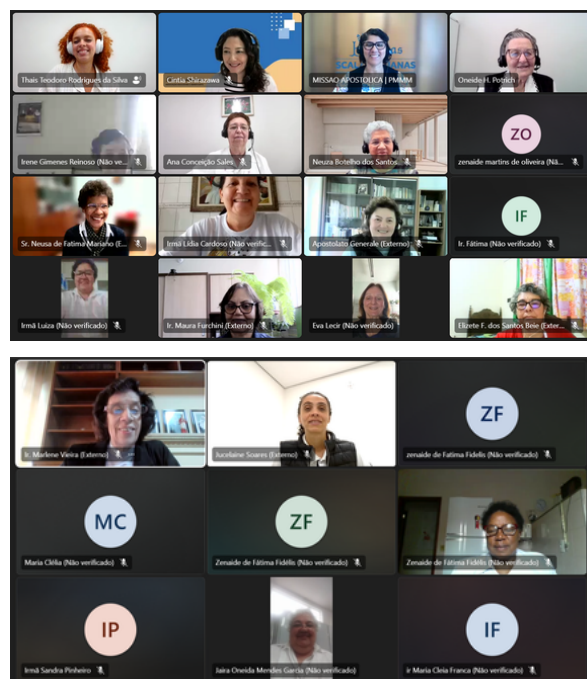 Thais Teodoro Rodrigues da Silva
Cintia Shirazawa
MISSAO APOSTOLICA | PMMM
Oneide H. Potrich
Irene Gimenes Reinoso (Não ve...
Ana Conceição Sales
Neuza Botelho dos Santos
ZO
zenaide martins de oliveira (Nã...
Sr. Neusa de Fatima Mariano (E...
Irmã Lídia Cardoso (Não verific...
Apostolato Generale (Externo)
IF
Ir. Fátima (Não verificado)
Irmã Luiza (Não verificado)
Ir. Maura Furchini (Externo)
Eva Lecir (Não verificado)
Elizete F. dos Santos Beie (Exter...
Ir. Marlene Vieira (Externo)
Jucelaine Soares (Externo)
ZF
zenaide de Fatima Fidelis (Não verificado)
MC
Maria Clélia (Não verificado)
ZF
Zenaide de Fátima Fidélis (Não verificado)
Zenaide de Fátima Fidélis (Não verificado)
IP
Irmã Sandra Pinheiro
Jaira Oneida Mendes Garcia (Não verificado)
IF
ir Maria Cleia Franca (Não verificado)